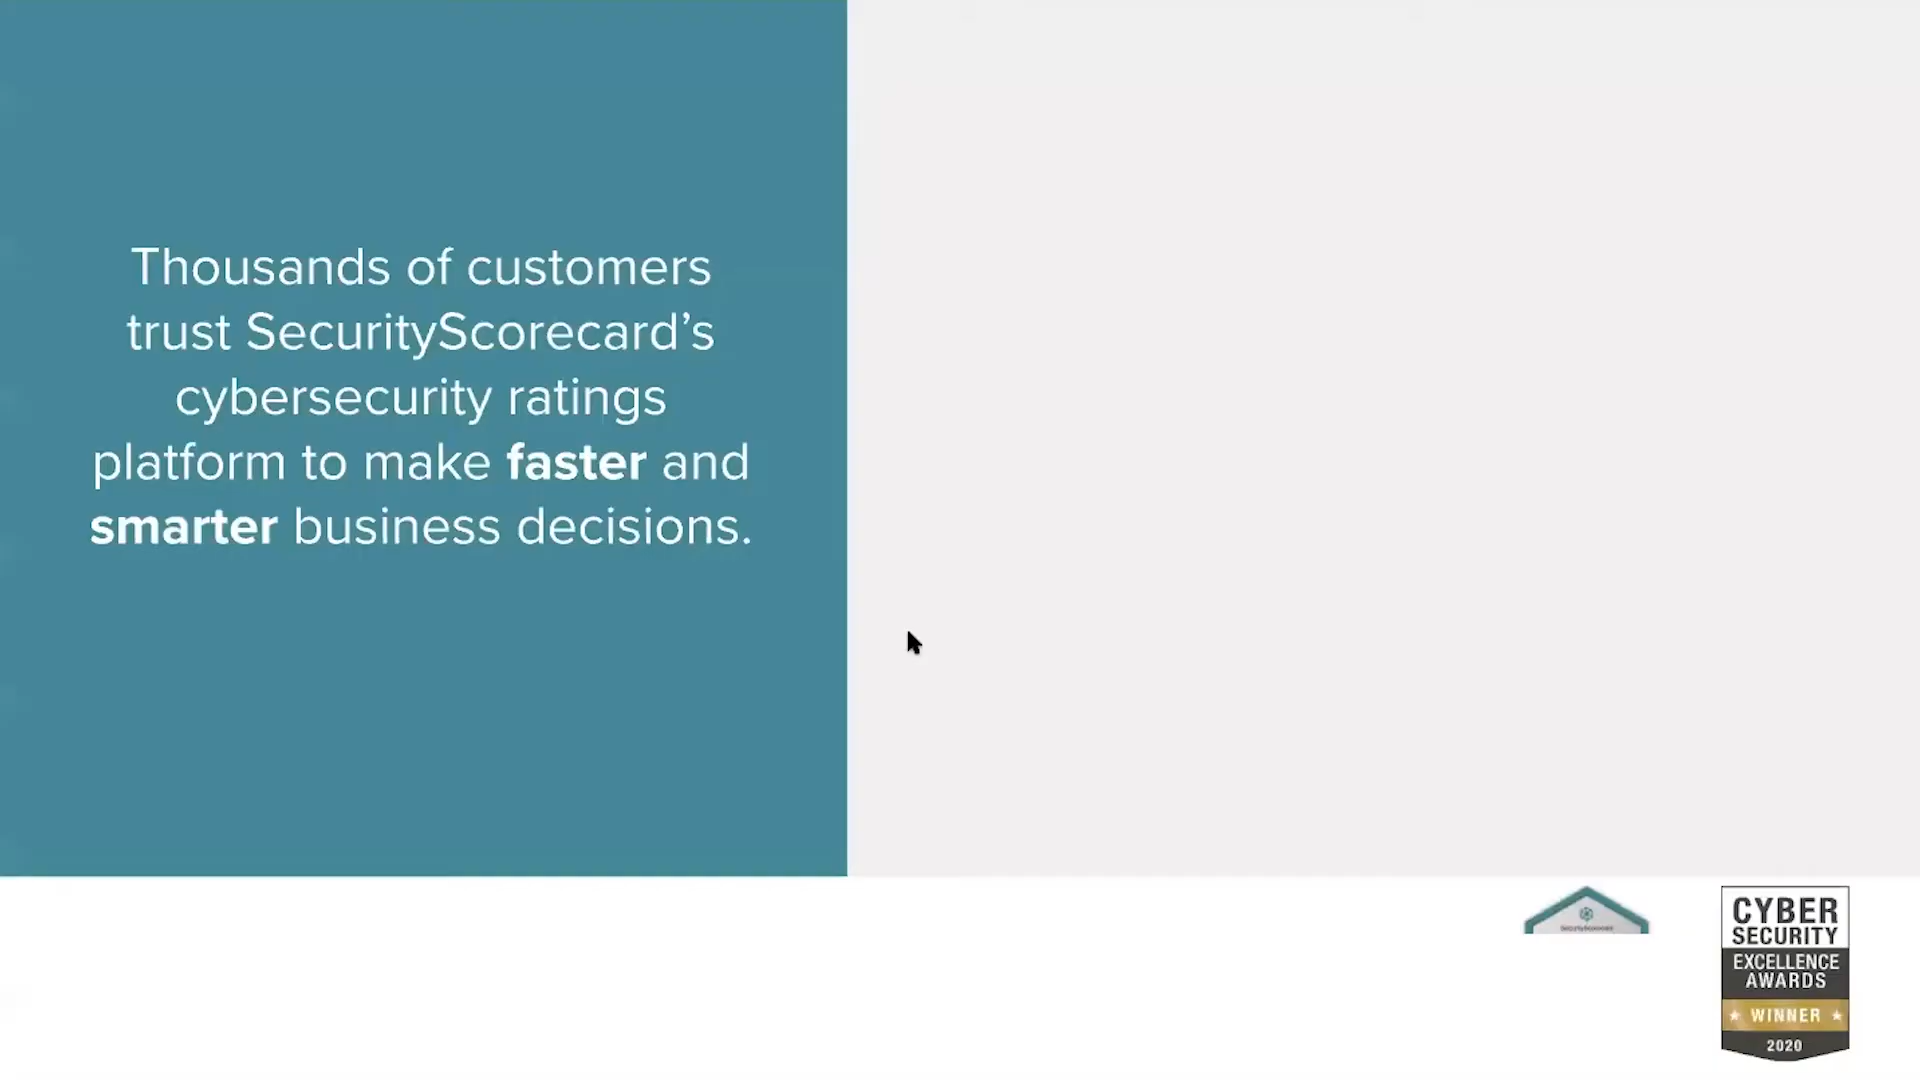 Thousands of customers
trust SecurityScorecard’s
cybersecurity ratings
platform to make faster and
smarter business decisions.
SecurityScorecard
CYBER
SECURITY
EXCELLENCE
AWARDS
WINNER
2020